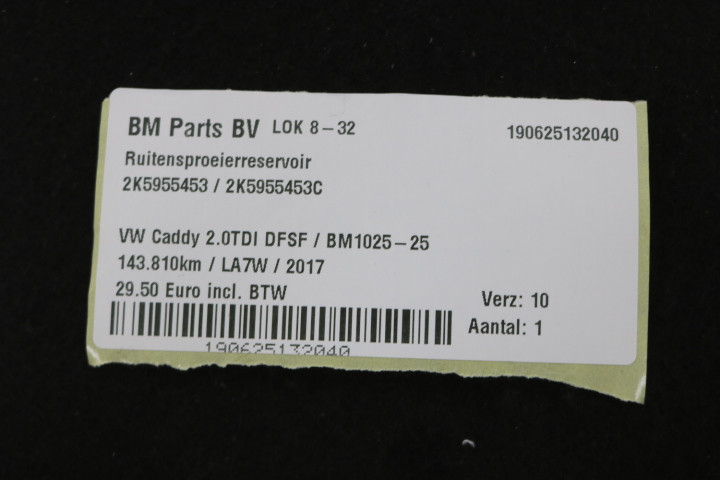 BM Parts BV LOK 8-32 190625132040
Ruitensproeierreservoir
2K5955453 / 2K5955453C
VW Caddy 2.0TDI DFSF / BM1025-25
143.810km / LA7W / 2017
29.50 Euro incl. BTW
Verz: 10
Aantal: 1
190625132040